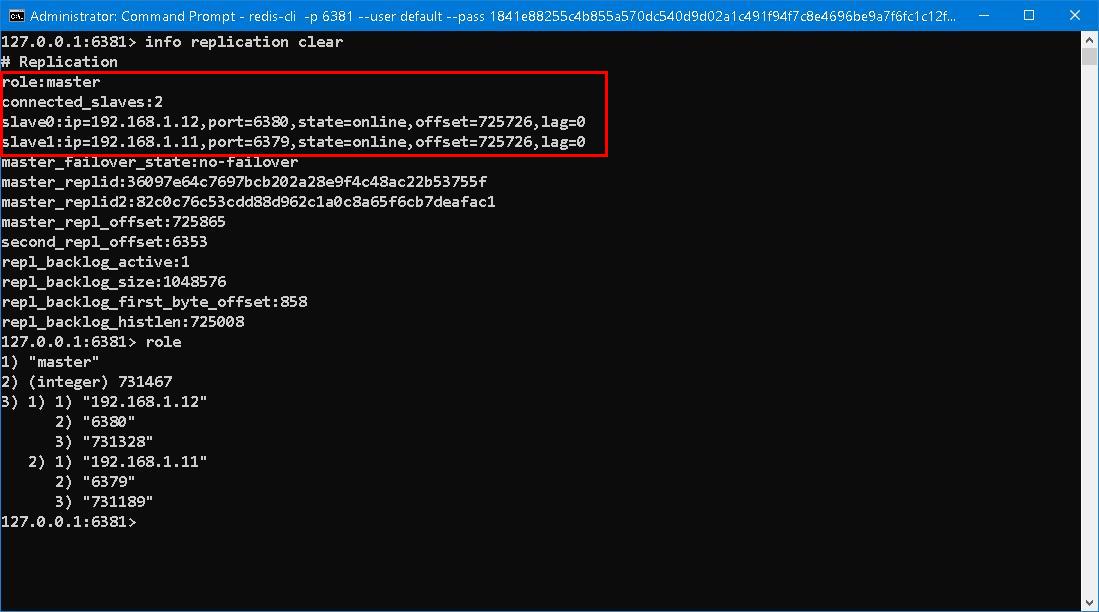 Administrator: Command Prompt - redis-cli  -p 6381 --user default --pass 1841e88255c4b855a570dc540d9d02a1c491f94f7c8e4696be9a7f6fc1c12f...
127.0.0.1:6381> info replication clear
# Replication
role:master
connected_slaves:2
slave0:ip=192.168.1.12,port=6380,state=online,offset=725726,lag=0
slave1:ip=192.168.1.11,port=6379,state=online,offset=725726,lag=0
master_failover_state:no-failover
master_replid:36097e64c7697bcb202a28e9f4c48ac22b53755f
master_replid2:82c0c76c53cdd88d962c1a0c8a65f6cb7deafac1
master_repl_offset:725865
second_repl_offset:6353
repl_backlog_active:1
repl_backlog_size:1048576
repl_backlog_first_byte_offset:858
repl_backlog_histlen:725008
127.0.0.1:6381> role
1) "master"
2) (integer) 731467
3) 1) 1) "192.168.1.12"
      2) "6380"
      3) "731328"
   2) 1) "192.168.1.11"
      2) "6379"
      3) "731189"
127.0.0.1:6381>